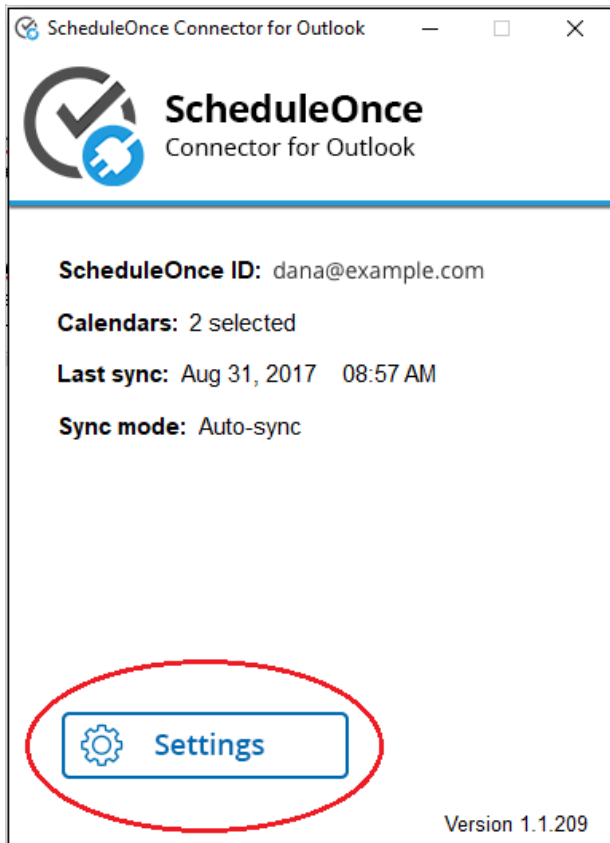 ScheduleOnce Connector for Outlook
ScheduleOnce
Connector for Outlook
ScheduleOnce ID: dana@example.com
Calendars: 2 selected
Last sync: Aug 31, 2017 08:57 AM
Sync mode: Auto-sync
Settings
Version 1.1.209